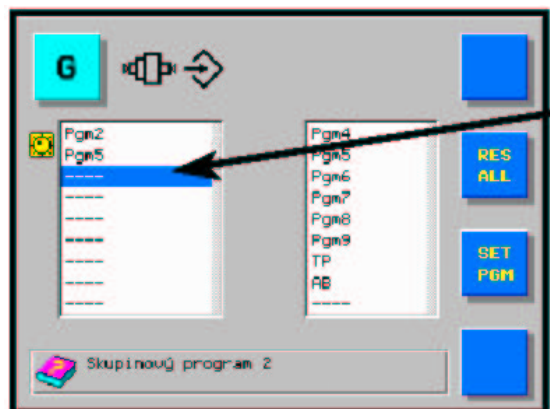 G
Pgm2
Pgm5
----
----
----
----
----
----
----
Pgm4
Pgm5
Pgm6
Pgm7
Pgm8
Pgm9
TP
AB
----
RES
ALL
SET
PGM
Skupinový program 2